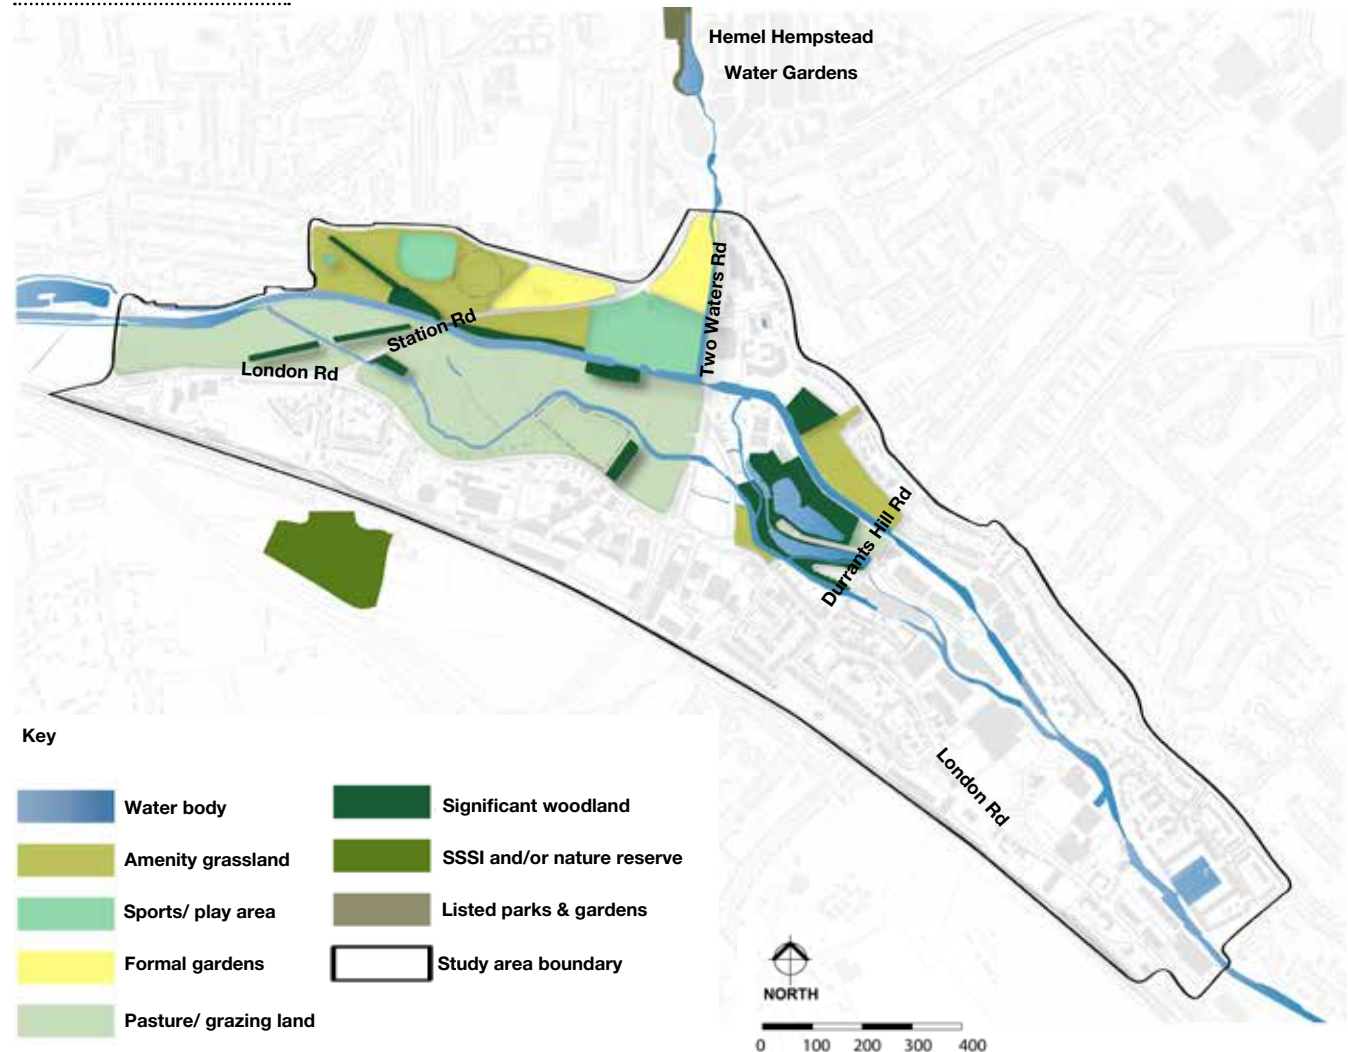 Hemel Hempstead
Water Gardens
Two Waters Rd
Station Rd
London Rd
Durrants Hill Rd
London Rd
Key
Water body
Amenity grassland
Sports/ play area
Formal gardens
Pasture/ grazing land
Significant woodland
SSSI and/or nature reserve
Listed parks & gardens
Study area boundary
NORTH
0 100 200 300 400